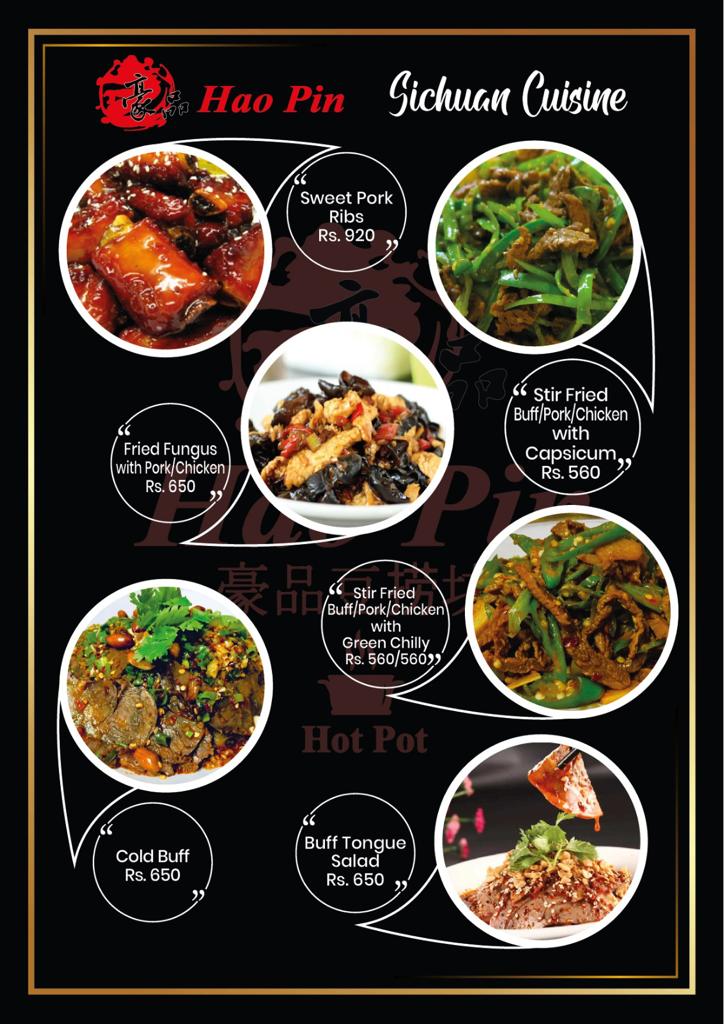 豪品 Hao Pin
Sichuan Cuisine
“
Sweet Pork
Ribs
Rs. 920
”
“
Stir Fried
Buff/Pork/Chicken
with
Capsicum
Rs. 560
”
“
Fried Fungus
with Pork/Chicken
Rs. 650
”
Hao Pin
豪品豆捞坊
“
Stir Fried
Buff/Pork/Chicken
with
Green Chilly
Rs. 560/560
”
Hot Pot
“
Cold Buff
Rs. 650
”
“
Buff Tongue
Salad
Rs. 650
”